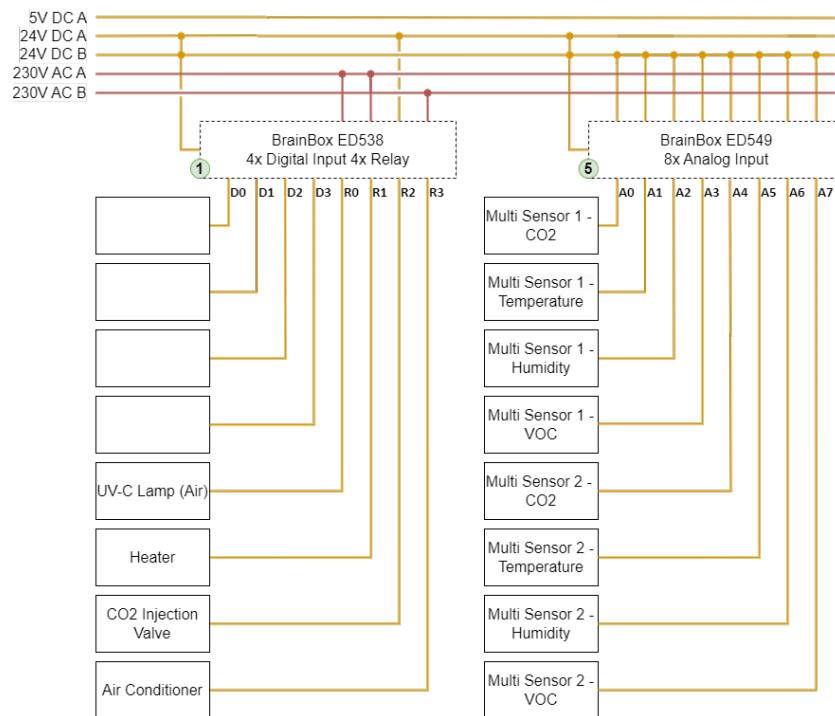 5V DC A
24V DC A
24V DC B
230V AC A
230V AC B
BrainBox ED538
4x Digital Input 4x Relay
1
D0 D1 D2 D3 R0 R1 R2 R3
UV-C Lamp (Air)
Heater
CO2 Injection
Valve
Air Conditioner
BrainBox ED549
8x Analog Input
5
A0 A1 A2 A3 A4 A5 A6 A7
Multi Sensor 1 -
CO2
Multi Sensor 1 -
Temperature
Multi Sensor 1 -
Humidity
Multi Sensor 1 -
VOC
Multi Sensor 2 -
CO2
Multi Sensor 2 -
Temperature
Multi Sensor 2 -
Humidity
Multi Sensor 2 -
VOC